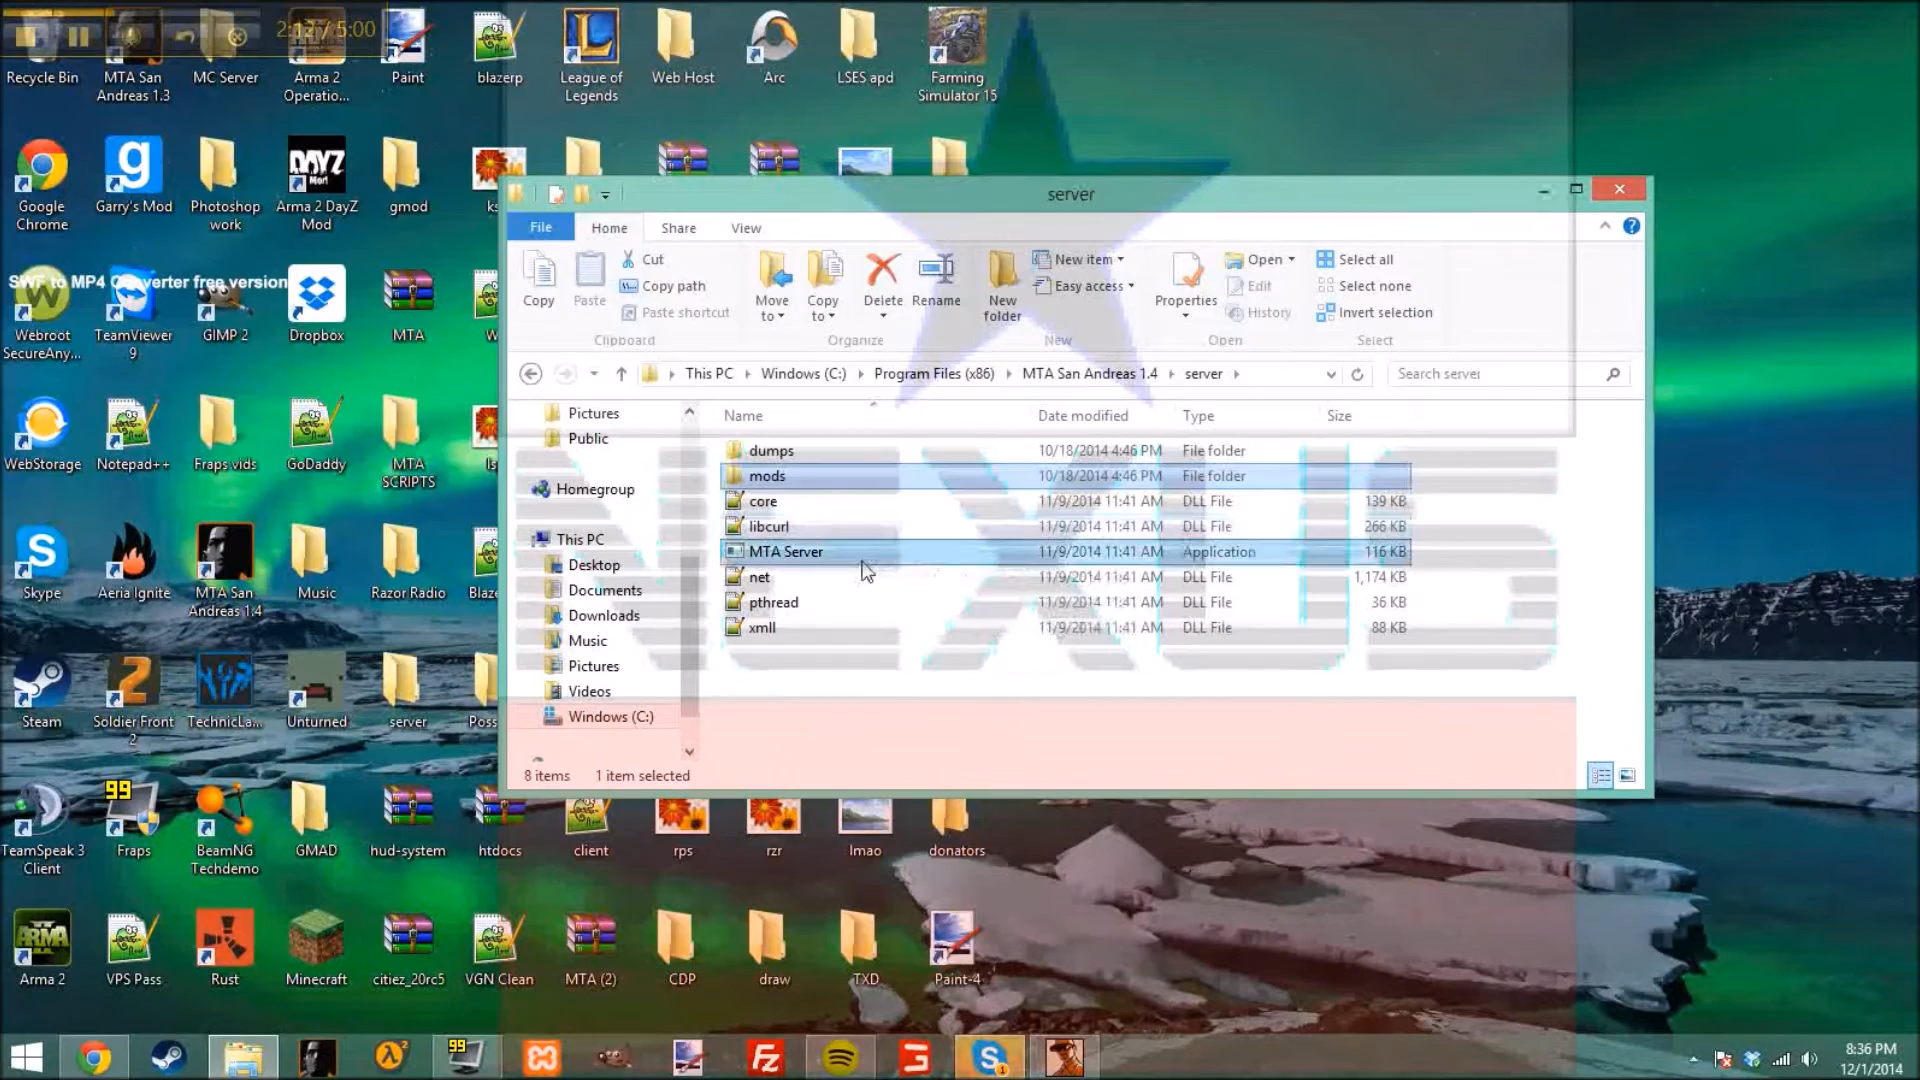 2:12 / 5:00
Recycle Bin
MTA San
Andreas 1.3
MC Server
Arma 2
Operatio...
Paint
blazerp
League of
Legends
Web Host
Arc
LSES apd
Farming
Simulator 15
Google
Chrome
Garry's Mod
Photoshop
work
DAYZ
Mod
Arma 2 DayZ
Mod
gmod
SWF to MP4 Converter free version
Webroot
SecureAny...
TeamViewer
9
GIMP 2
Dropbox
MTA
WebStorage
Notepad++
Fraps vids
GoDaddy
MTA
SCRIPTS
Skype
Aeria Ignite
MTA San
Andreas 1.4
Music
Razor Radio
Blaze
Steam
Soldier Front
2
TechnicLa...
Unturned
server
Poss
TeamSpeak 3
Client
99
Fraps
BeamNG
Techdemo
GMAD
hud-system
htdocs
client
rps
rzr
lmao
donators
ARMA
Arma 2
VPS Pass
Rust
Minecraft
citiez_20rc5
VGN Clean
MTA (2)
CDP
draw
TXD
Paint-4
server
File
Home
Share
View
Copy
Paste
Cut
Copy path
Paste shortcut
Clipboard
Move
to
Copy
to
Delete
Rename
Organize
New
folder
New item
Easy access
New
Properties
Open
Edit
History
Open
Select all
Select none
Invert selection
Select
This PC
Windows (C:)
Program Files (x86)
MTA San Andreas 1.4
server
Search server
Pictures
Public
Homegroup
This PC
Desktop
Documents
Downloads
Music
Pictures
Videos
Windows (C:)
Name Date modified Type Size
dumps 10/18/2014 4:46 PM File folder
mods 10/18/2014 4:46 PM File folder
core 11/9/2014 11:41 AM DLL File 139 KB
libcurl 11/9/2014 11:41 AM DLL File 266 KB
MTA Server 11/9/2014 11:41 AM Application 116 KB
net 11/9/2014 11:41 AM DLL File 1,174 KB
pthread 11/9/2014 11:41 AM DLL File 36 KB
xmll 11/9/2014 11:41 AM DLL File 88 KB
NEXUS
8 items 1 item selected
99
8:36 PM
12/1/2014